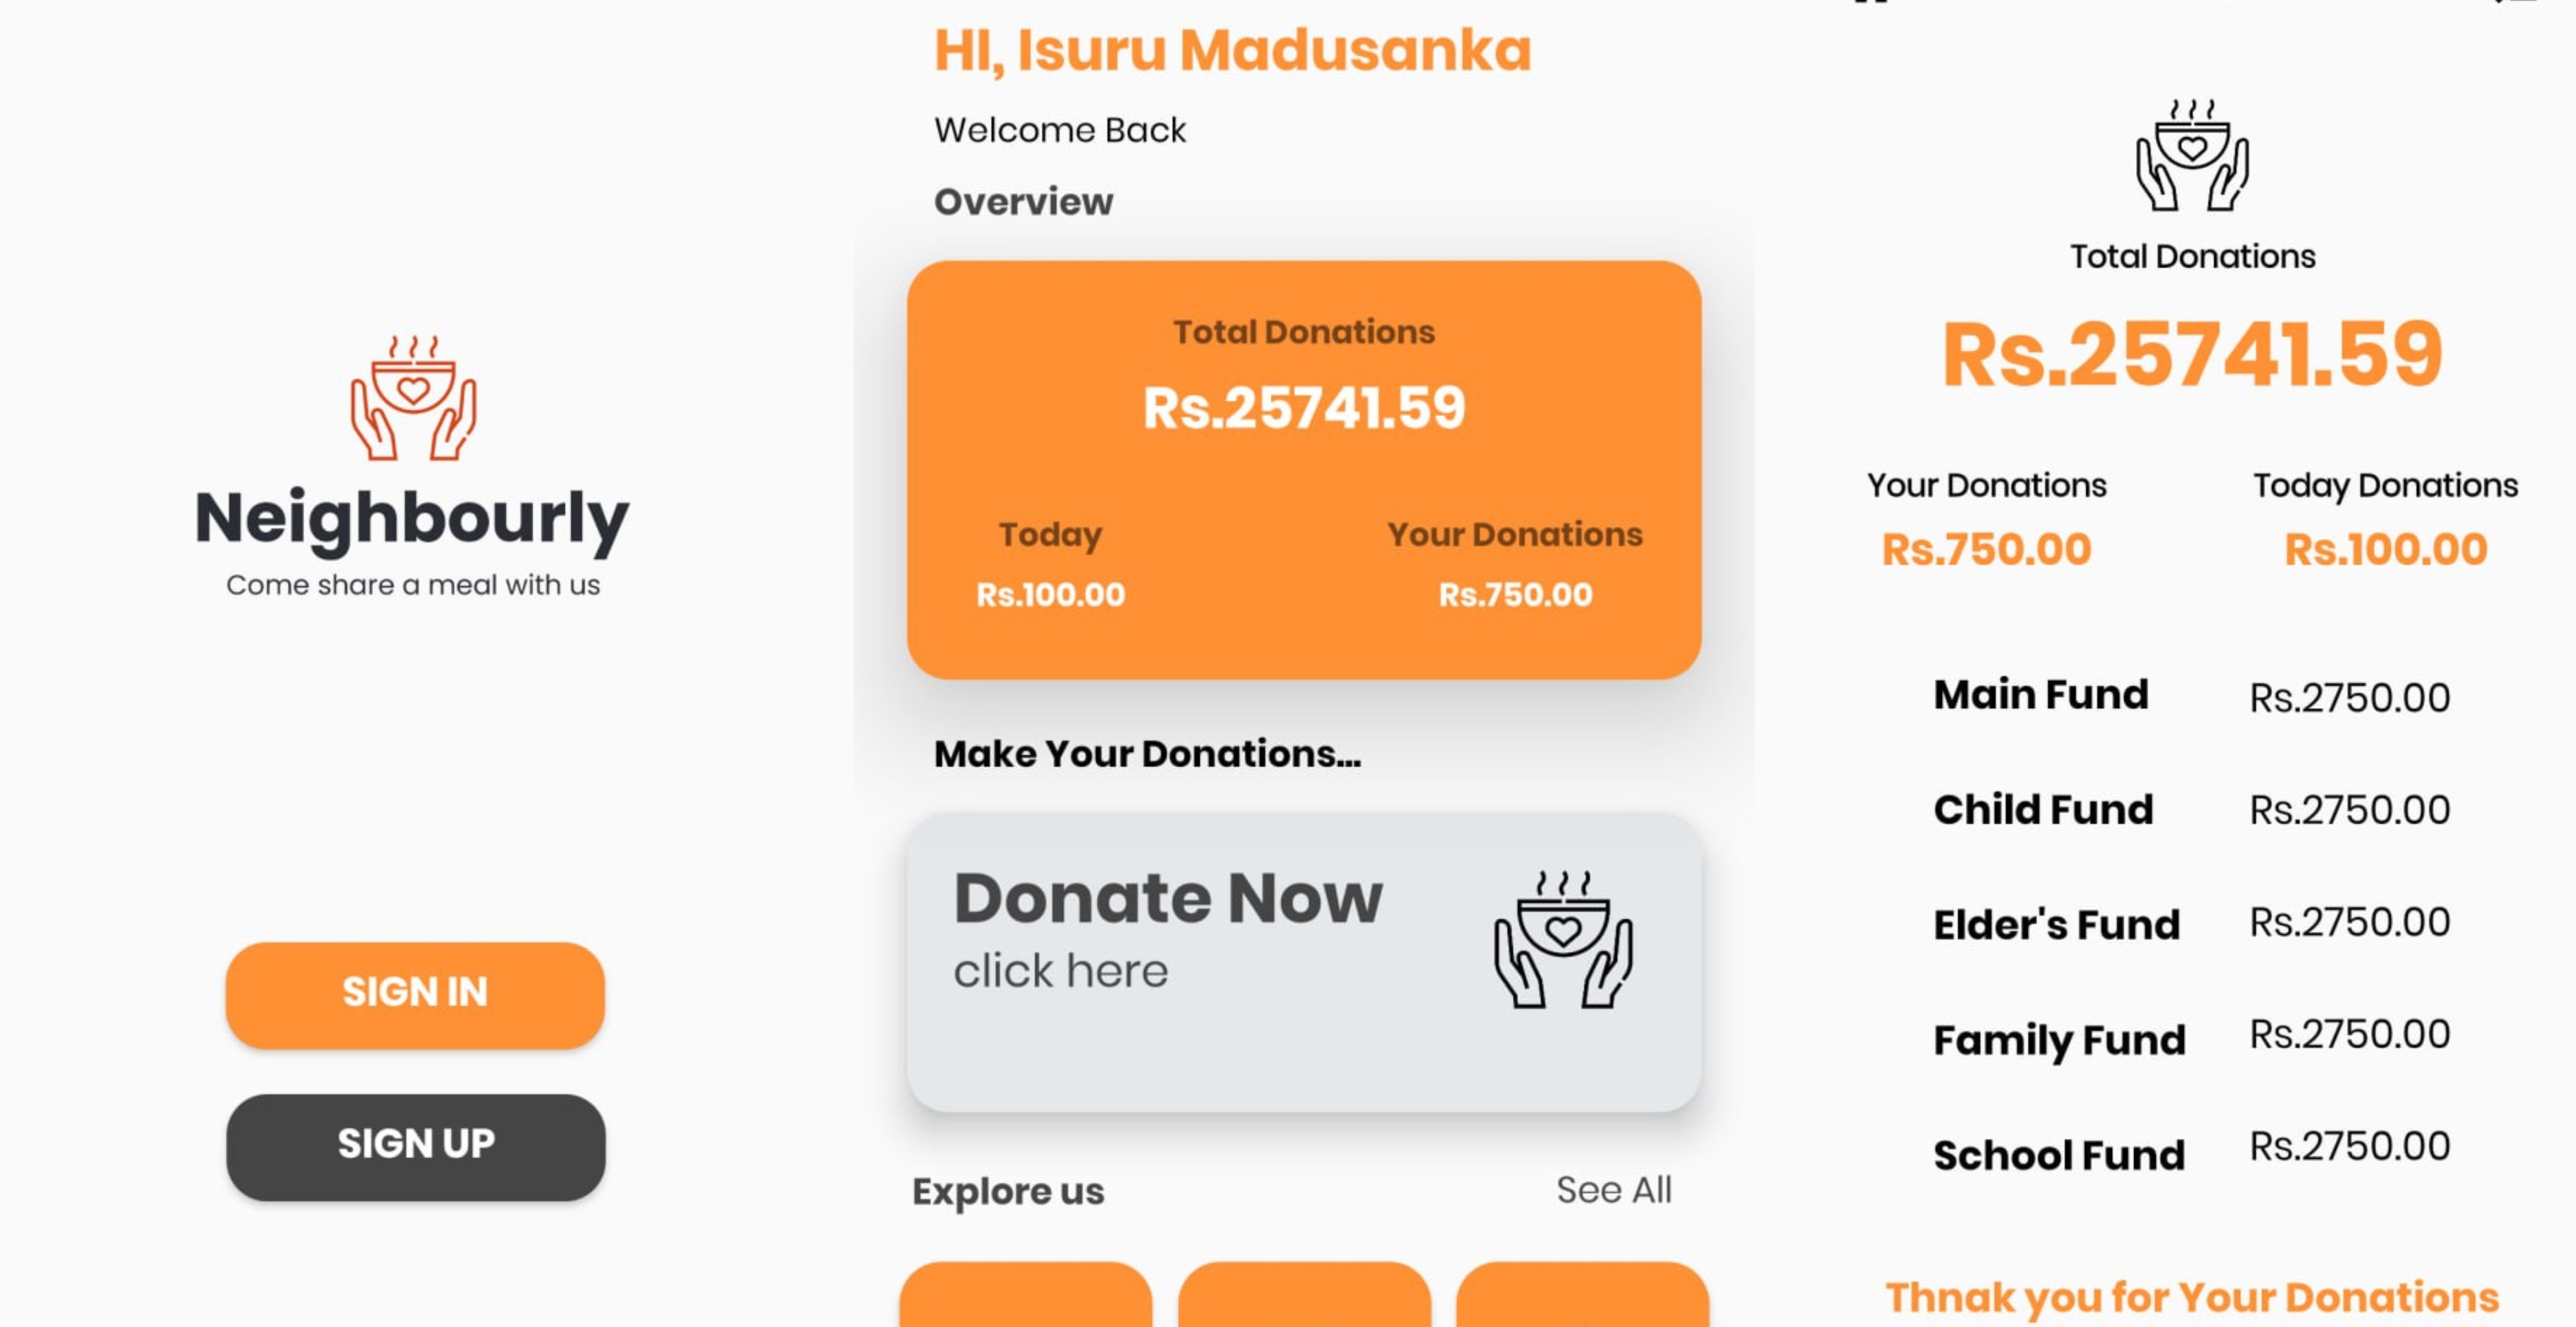 Neighbourly
Come share a meal with us
SIGN IN
SIGN UP
HI, Isuru Madusanka
Welcome Back
Overview
Total Donations
Rs.25741.59
Today
Your Donations
Rs.100.00
Rs.750.00
Make Your Donations...
Donate Now
click here
Explore us
See All
Total Donations
Rs.25741.59
Your Donations
Today Donations
Rs.750.00
Rs.100.00
Main Fund Rs.2750.00
Child Fund Rs.2750.00
Elder's Fund Rs.2750.00
Family Fund Rs.2750.00
School Fund Rs.2750.00
Thnak you for Your Donations